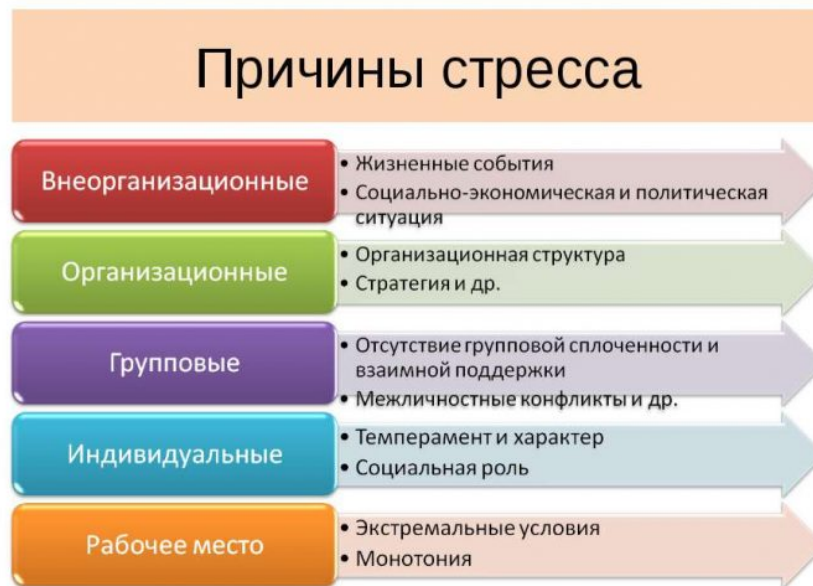 Причины стресса
Внеорганизационные
• Жизненные события
• Социально-экономическая и политическая
ситуация
Организационные
• Организационная структура
• Стратегия и др.
Групповые
• Отсутствие групповой сплоченности и
взаимной поддержки
• Межличностные конфликты и др.
Индивидуальные
• Темперамент и характер
• Социальная роль
Рабочее место
• Экстремальные условия
• Монотония